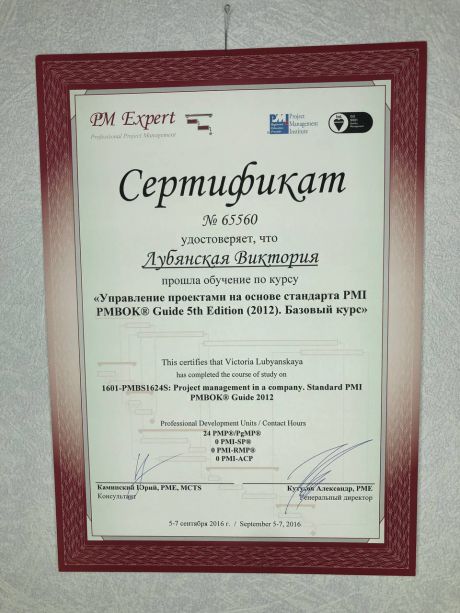 PM Expert
Professional Project Management
PMI
Project
Management
Institute
Сертификат
№ 65560
удостоверяет, что
Лубянская Виктория
прошла обучение по курсу
«Управление проектами на основе стандарта PMI
PMBOK® Guide 5th Edition (2012). Базовый курс»
This certifies that Victoria Lubyanskaya
has completed the course of study on
1601-PMBS1624S: Project management in a company. Standard PMI
PMBOK® Guide 2012
Professional Development Units / Contact Hours
24 PMP®/PgMP®
0 PMI-SP®
0 PMI-RMP®
0 PMI-ACP
Каминский Юрий, PME, MCTS
Консультант
Кутузов Александр, PME
Генеральный директор
5-7 сентября 2016 г. / September 5-7, 2016